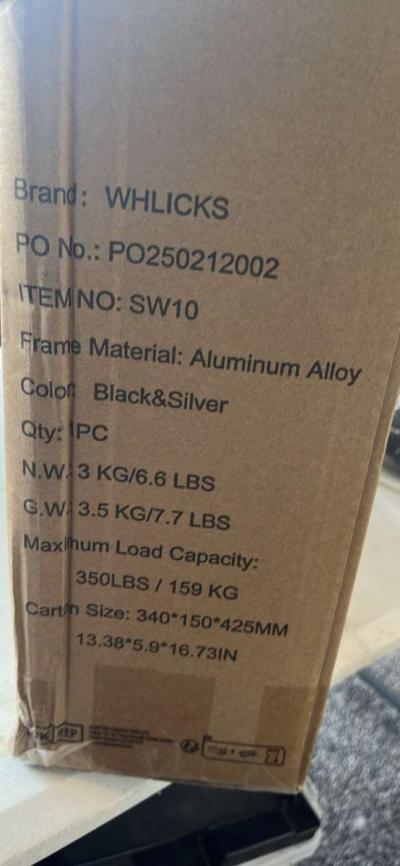 Brand: WHLICKS
PO No.: PO250212002
ITEM NO: SW10
Frame Material: Aluminum Alloy
Color: Black&Silver
Qty: 1PC
N.W.: 3 KG/6.6 LBS
G.W.: 3.5 KG/7.7 LBS
Maximum Load Capacity:
350LBS / 159 KG
Carton Size: 340*150*425MM
13.38*5.9*16.73IN
REP